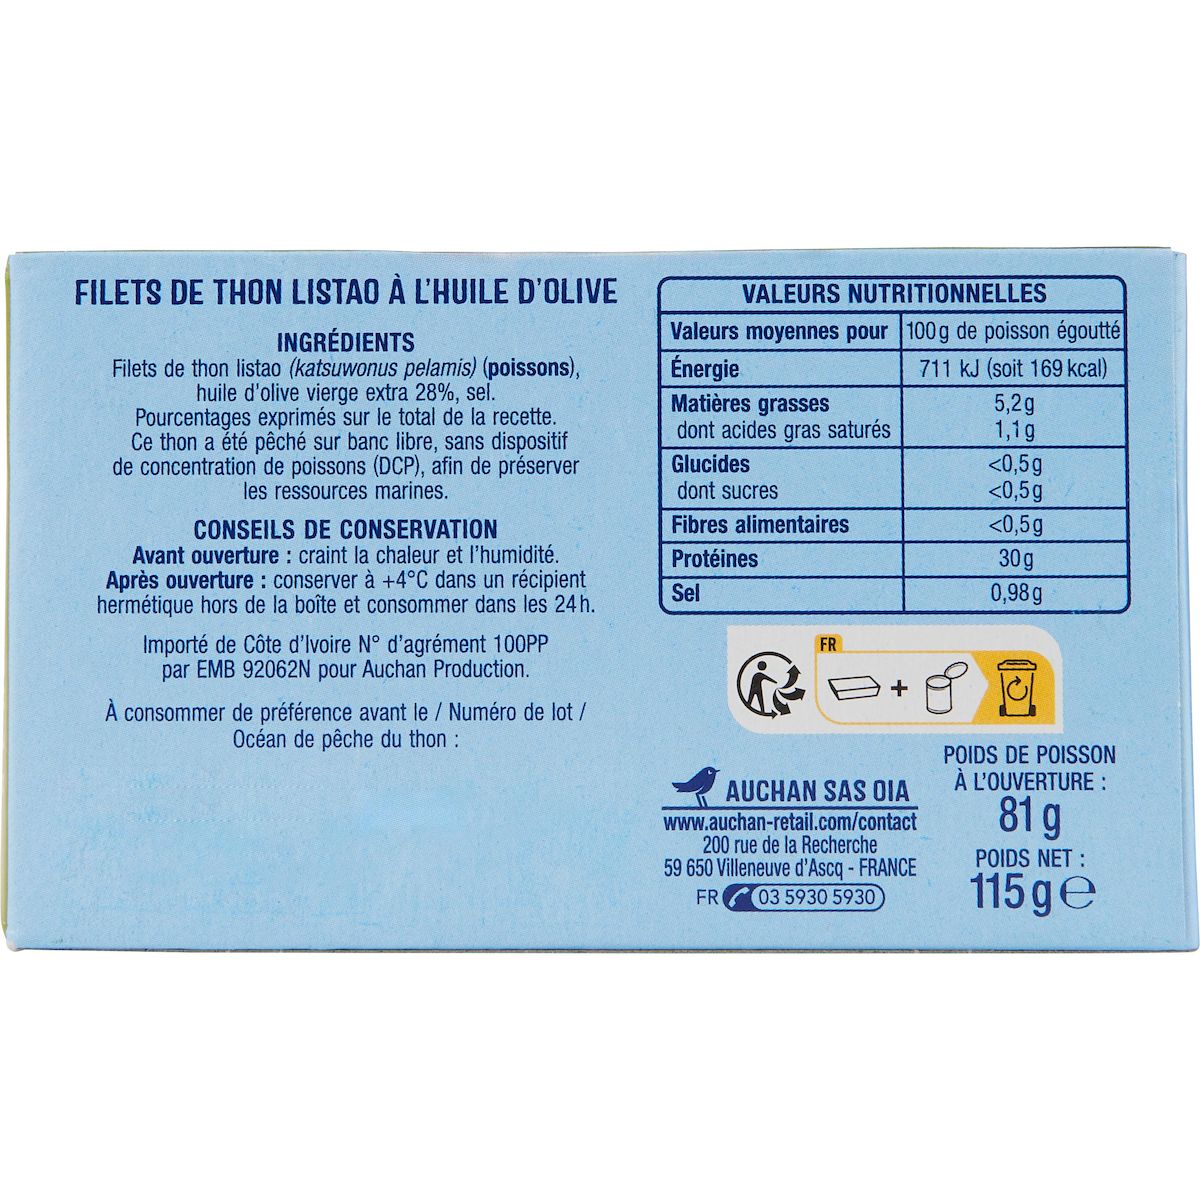 FILETS DE THON LISTAO À L'HUILE D'OLIVE
INGRÉDIENTS
Filets de thon listao (katsuwonus pelamis) (poissons),
huile d'olive vierge extra 28%, sel.
Pourcentages exprimés sur le total de la recette.
Ce thon a été pêché sur banc libre, sans dispositif
de concentration de poissons (DCP), afin de préserver
les ressources marines.
CONSEILS DE CONSERVATION
Avant ouverture : craint la chaleur et l'humidité.
Après ouverture : conserver à +4°C dans un récipient
hermétique hors de la boîte et consommer dans les 24h.
Importé de Côte d'Ivoire N° d'agrément 100PP
par EMB 92062N pour Auchan Production.
À consommer de préférence avant le / Numéro de lot /
Océan de pêche du thon :
VALEURS NUTRITIONNELLES
Valeurs moyennes pour 100g de poisson égoutté
Énergie 711 kJ (soit 169 kcal)
Matières grasses 5,2g
dont acides gras saturés 1,1g
Glucides <0,5g
dont sucres <0,5g
Fibres alimentaires <0,5g
Protéines 30g
Sel 0,98g
FR
+
AUCHAN SAS OIA
www.auchan-retail.com/contact
200 rue de la Recherche
59 650 Villeneuve d'Ascq - FRANCE
FR 03 5930 5930
POIDS DE POISSON
À L'OUVERTURE :
81g
POIDS NET :
115g e